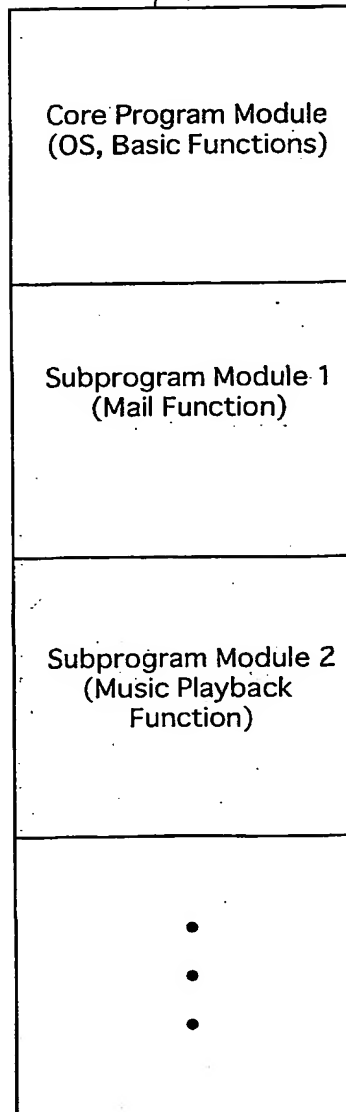 Core Program Module
(OS, Basic Functions)
Subprogram Module 1
(Mail Function)
Subprogram Module 2
(Music Playback
Function)